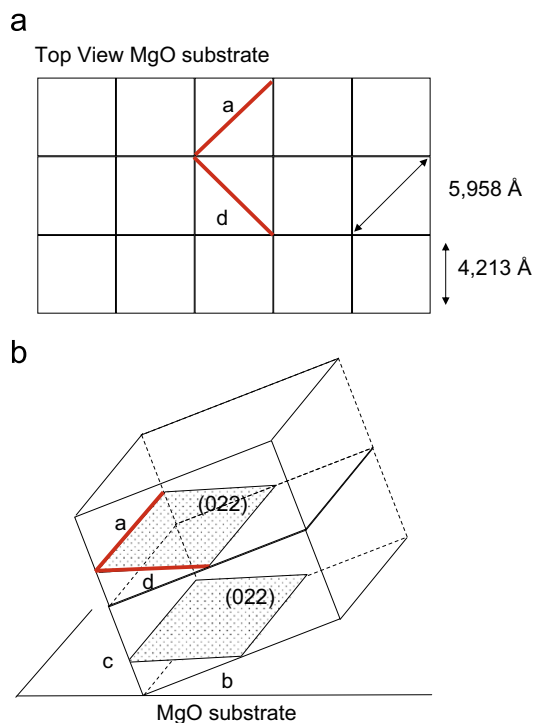 a
Top View MgO substrate
a
d
5,958 Å
4,213 Å
b
(022)
a
d
(022)
c
b
MgO substrate